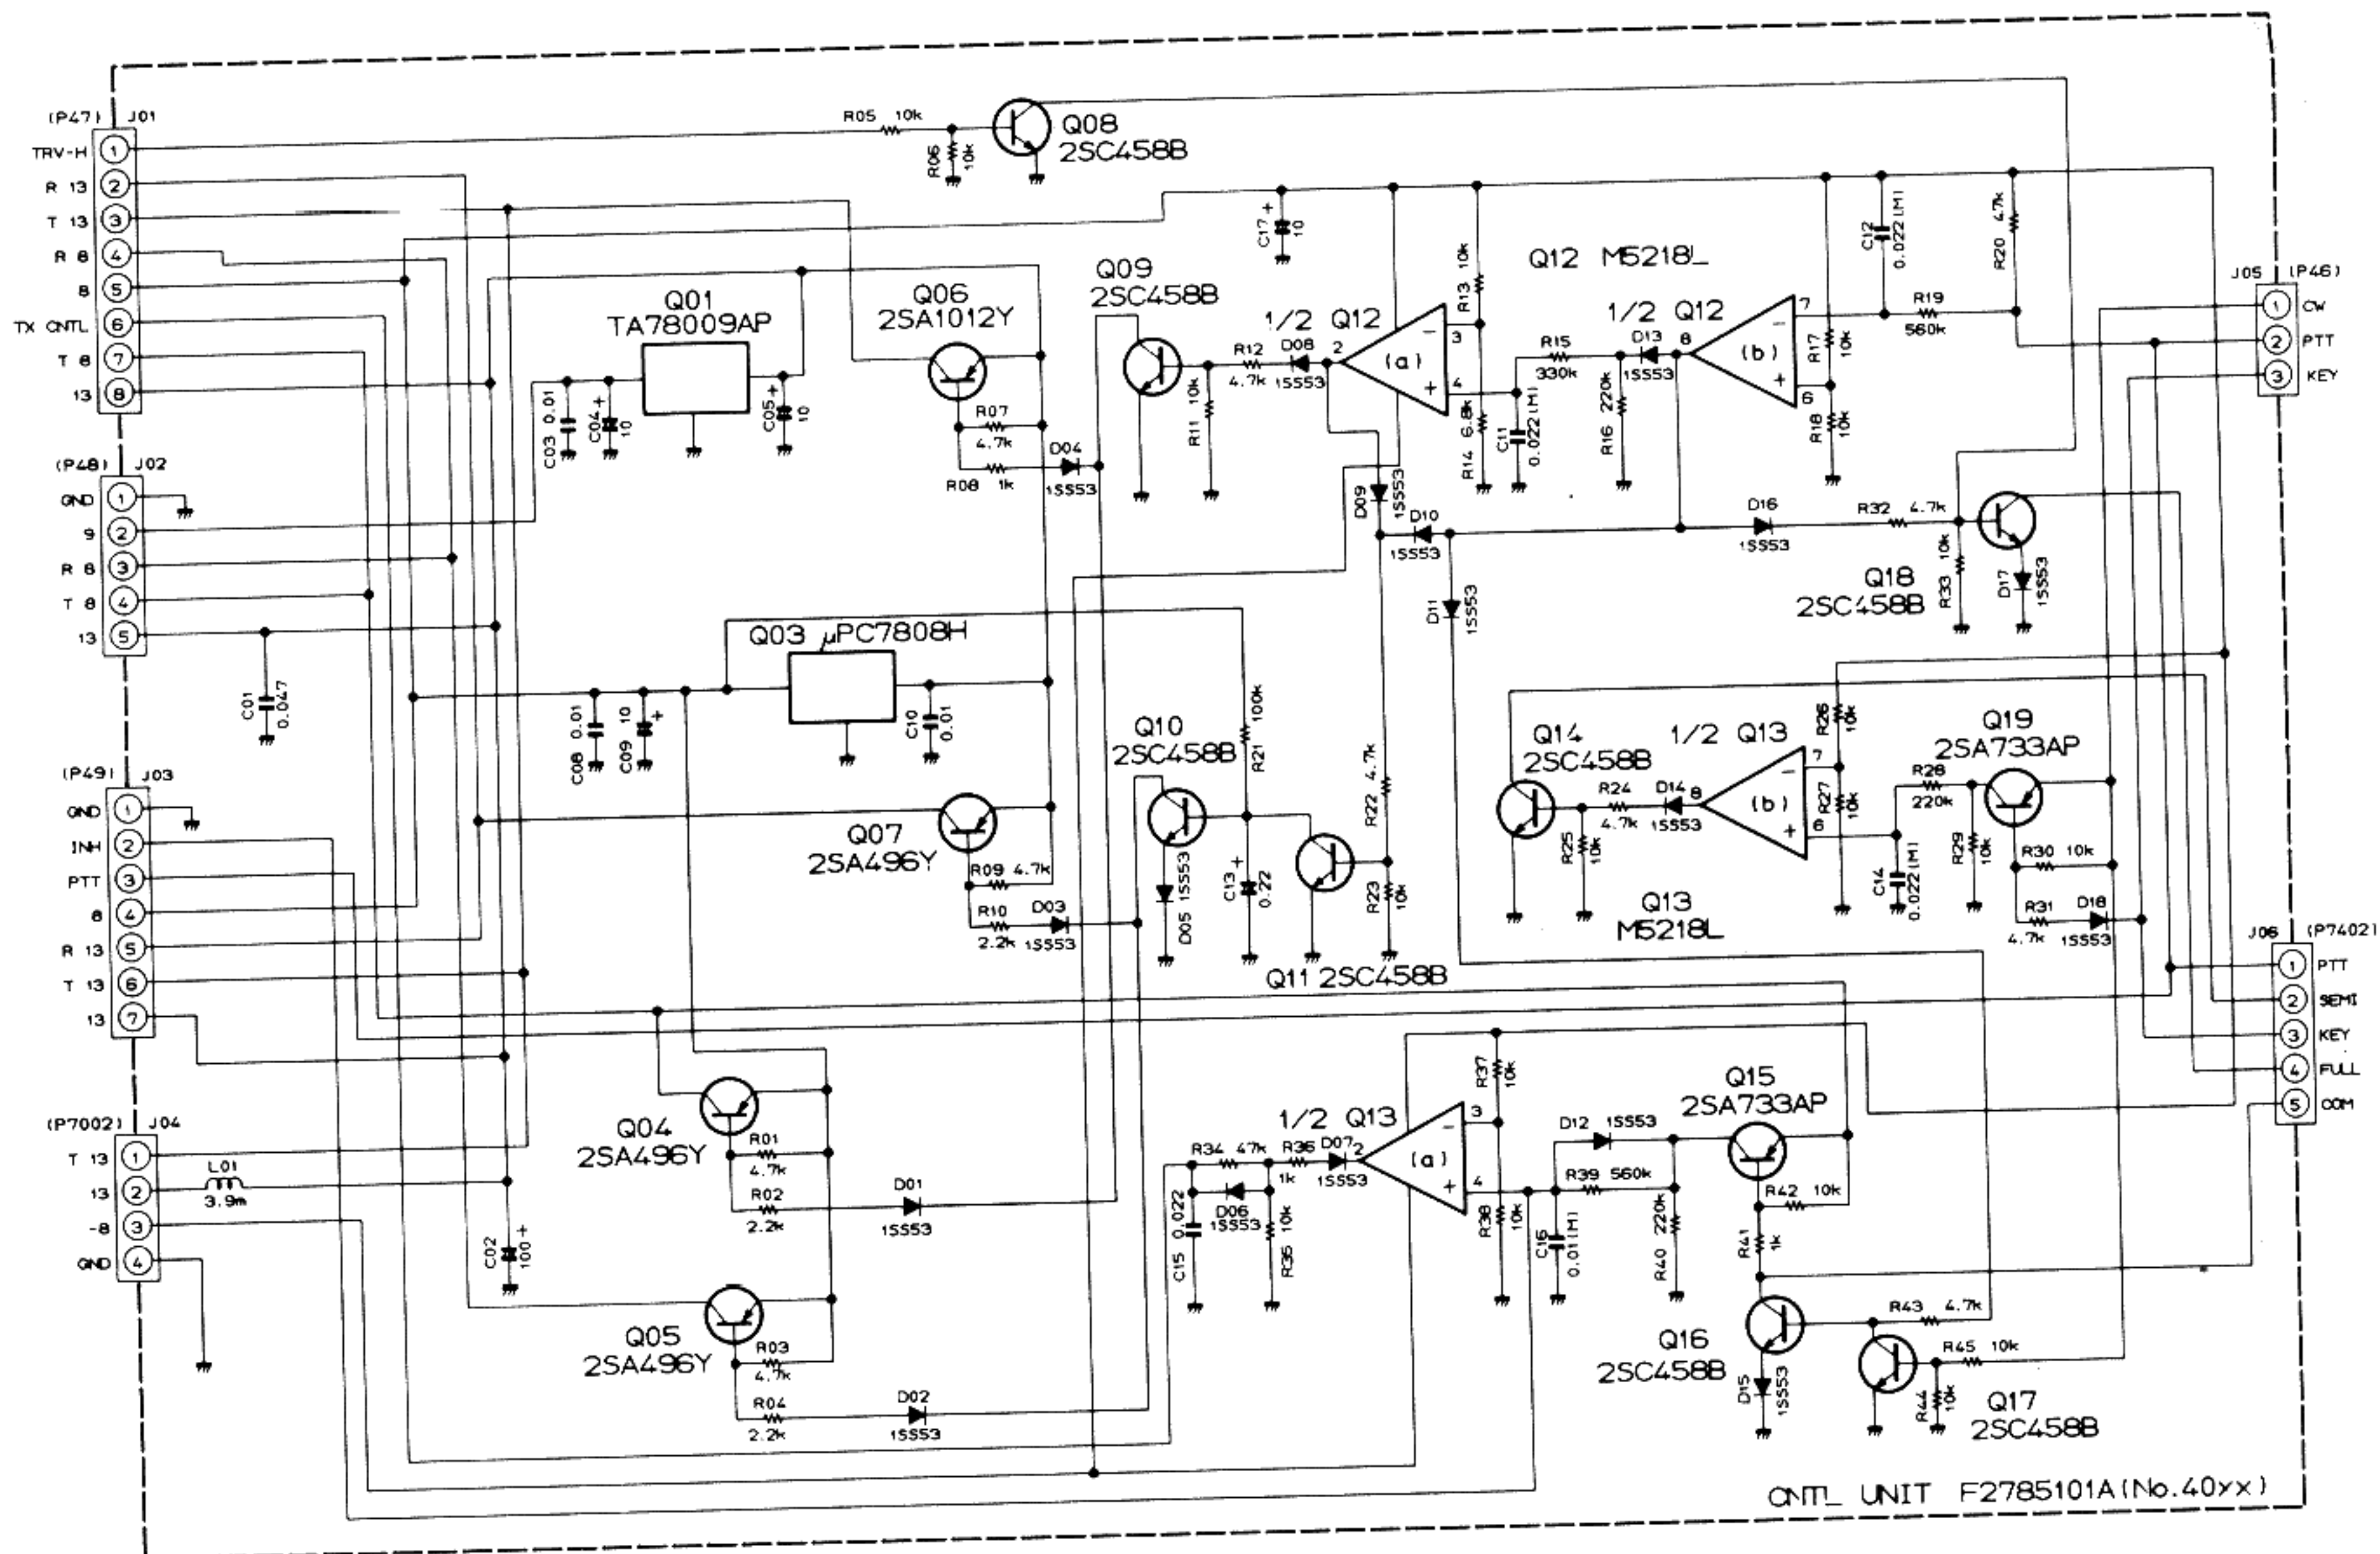 (P47) J01
TRV-H 1
R 13 2
T 13 3
R 8 4
8 5
TX CNTL 6
T 8 7
13 8
(P48) J02
GND 1
9 2
R 8 3
T 8 4
13 5
(P49) J03
GND 1
INH 2
PTT 3
8 4
R 13 5
T 13 6
13 7
(P7002) J04
T 13 1
13 2
-8 3
GND 4
L01
3.9m
C01
0.047
C02
100 +
R05 10k
R06
10k
Q08
2SC458B
Q01
TA78009AP
C03 0.01
C04 +
10
C05 +
10
Q06
2SA1012Y
R07
4.7k
R08 1k
D04
1SS53
Q09
2SC458B
R11 10k
R12
4.7k
D08
1SS53
C17 +
10
1/2 Q12
(a)
2
-
3
+
4
R13 10k
R14 6.8k
D09
1SS53
C11
0.022(M)
Q12 M5218L
R15
330k
R16 220k
D13
1SS53
1/2 Q12
(b)
8
-
7
+
6
R17
10k
R18
10k
C12
0.022(M)
R19
560k
R20 4.7k
J05 (P46)
1 CW
2 PTT
3 KEY
D10
1SS53
D11
1SS53
D16
1SS53
R32 4.7k
R33 10k
Q18
2SC458B
D17
1SS53
Q03 μPC7808H
C08 0.01
C09 10
+
C10
0.01
Q07
2SA496Y
R09 4.7k
R10
2.2k
D03
1SS53
Q10
2SC458B
D05 1SS53
R21 100k
C13 +
0.22
Q11 2SC458B
R22 4.7k
R23
10k
Q14
2SC458B
R24
4.7k
R25
10k
D14
1SS53
1/2 Q13
(b)
8
-
7
+
6
Q13
M5218L
R26
10k
R27
10k
C14
0.022(M)
R28
220k
R29
10k
Q19
2SA733AP
R30 10k
R31
4.7k
D18
1SS53
J06 (P7402)
1 PTT
2 SEMI
3 KEY
4 FULL
5 COM
Q04
2SA496Y
R01
4.7k
R02
2.2k
D01
1SS53
Q05
2SA496Y
R03
4.7k
R04
2.2k
D02
1SS53
C15 0.022
R34 47k
D06
1SS53
R35 10k
R36
1k
D07
1SS53
1/2 Q13
(a)
2
-
3
+
4
R37
10k
R38
10k
C16
0.01(M)
D12 1SS53
R39 560k
R40 220k
Q15
2SA733AP
R41
1k
R42 10k
Q16
2SC458B
D15
1SS53
R43 4.7k
R44
10k
R45 10k
Q17
2SC458B
CNTL UNIT F2785101A(No.40xx)